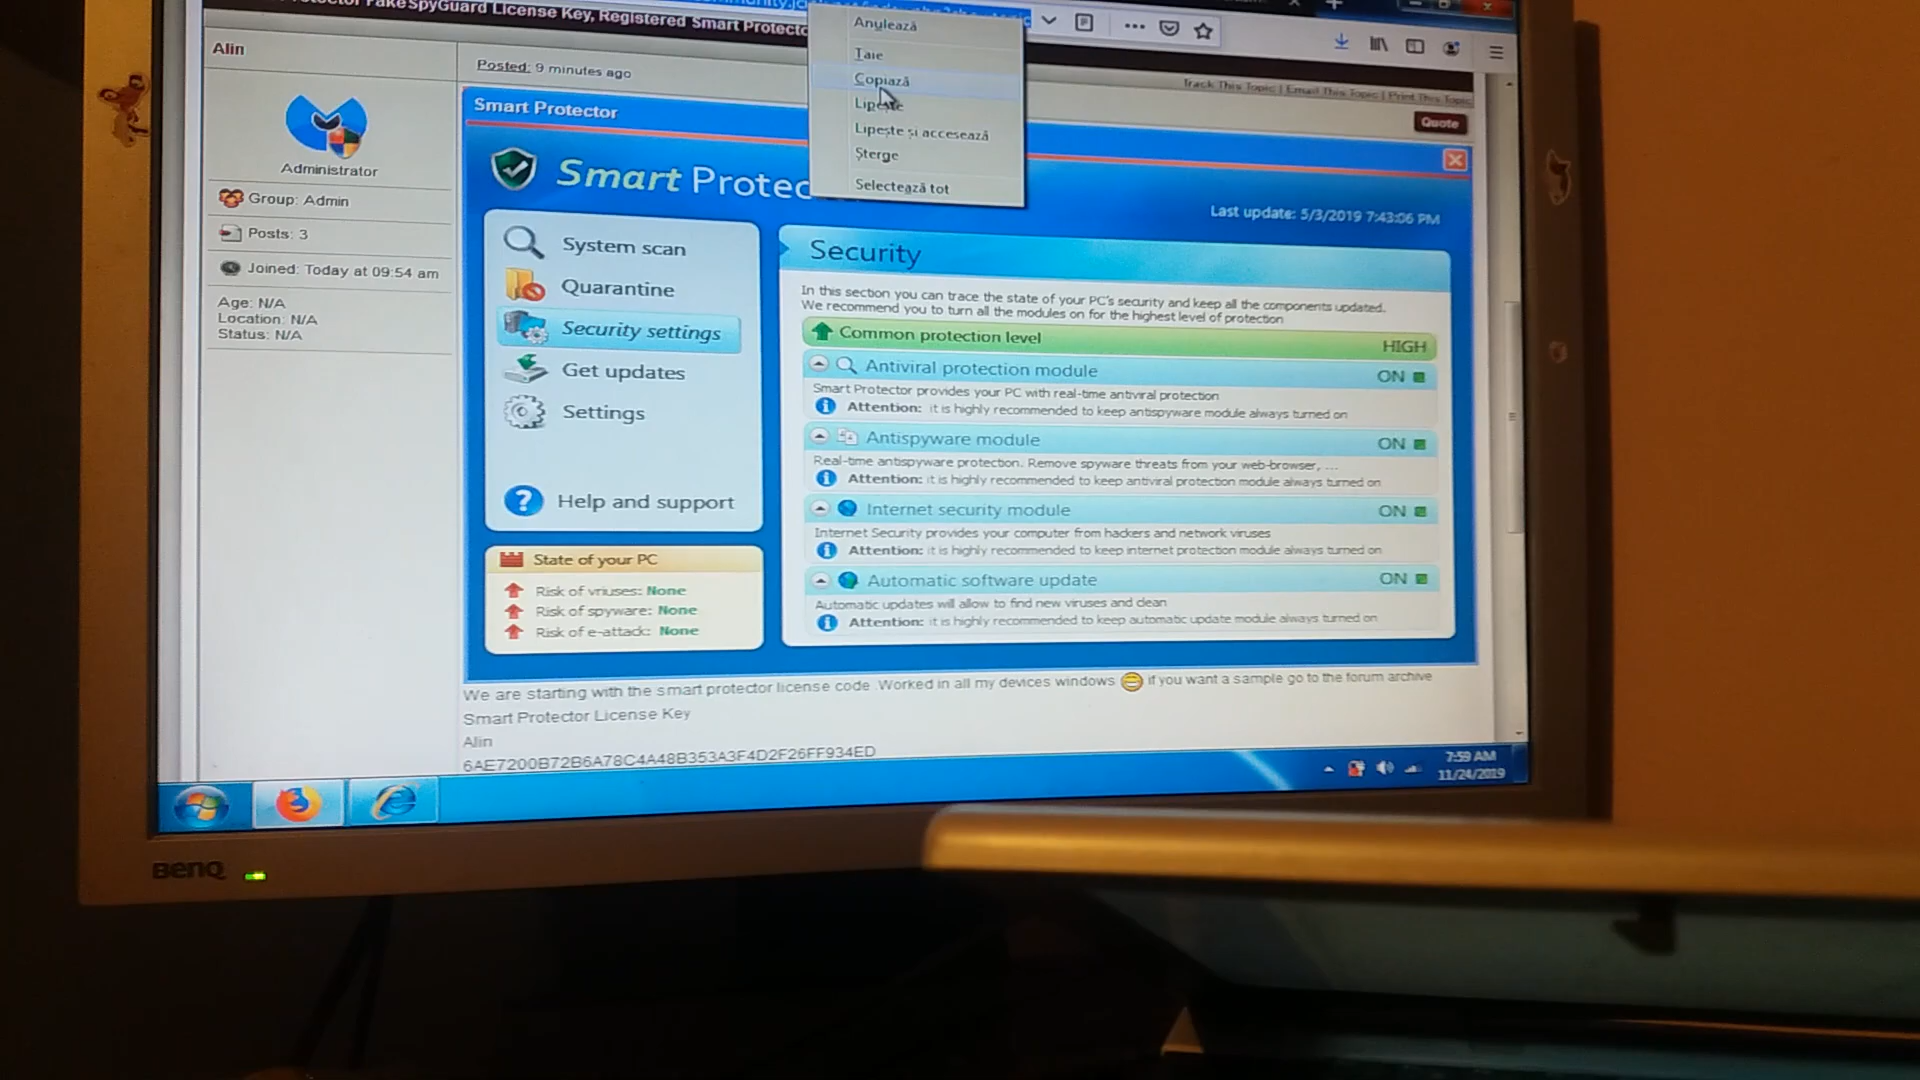 FakeSpyGuard License Key, Registered Smart Protecto
Anulează
Taie
Copiază
Lipește
Lipește și accesează
Șterge
Selectează tot
Alin
Posted: 9 minutes ago
Track This Topic | Email This Topic | Print This Topic
Quote
Administrator
Group: Admin
Posts: 3
Joined: Today at 09:54 am
Age: N/A
Location: N/A
Status: N/A
Smart Protector
Smart Protec
Last update: 5/3/2019 7:43:06 PM
System scan
Quarantine
Security settings
Get updates
Settings
Help and support
State of your PC
Risk of vriuses: None
Risk of spyware: None
Risk of e-attack: None
Security
In this section you can trace the state of your PC's security and keep all the components updated.
We recommend you to turn all the modules on for the highest level of protection
Common protection level HIGH
Antiviral protection module ON
Smart Protector provides your PC with real-time antiviral protection
Attention: it is highly recommended to keep antispyware module always turned on
Antispyware module ON
Real-time antispyware protection. Remove spyware threats from your web-browser, ...
Attention: it is highly recommended to keep antiviral protection module always turned on
Internet security module ON
Internet Security provides your computer from hackers and network viruses
Attention: it is highly recommended to keep internet protection module always turned on
Automatic software update ON
Automatic updates will allow to find new viruses and clean
Attention: it is highly recommended to keep automatic update module always turned on
We are starting with the smart protector license code .Worked in all my devices windows if you want a sample go to the forum archive
Smart Protector License Key
Alin
6AE7200B72B6A78C4A48B353A3F4D2F26FF934ED
7:59 AM
11/24/2019
BenQ